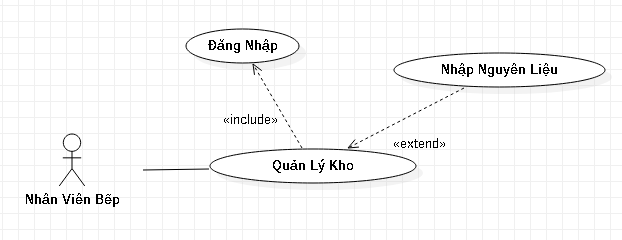 Đăng Nhập
Nhập Nguyên Liệu
«include»
«extend»
Quản Lý Kho
Nhân Viên Bếp